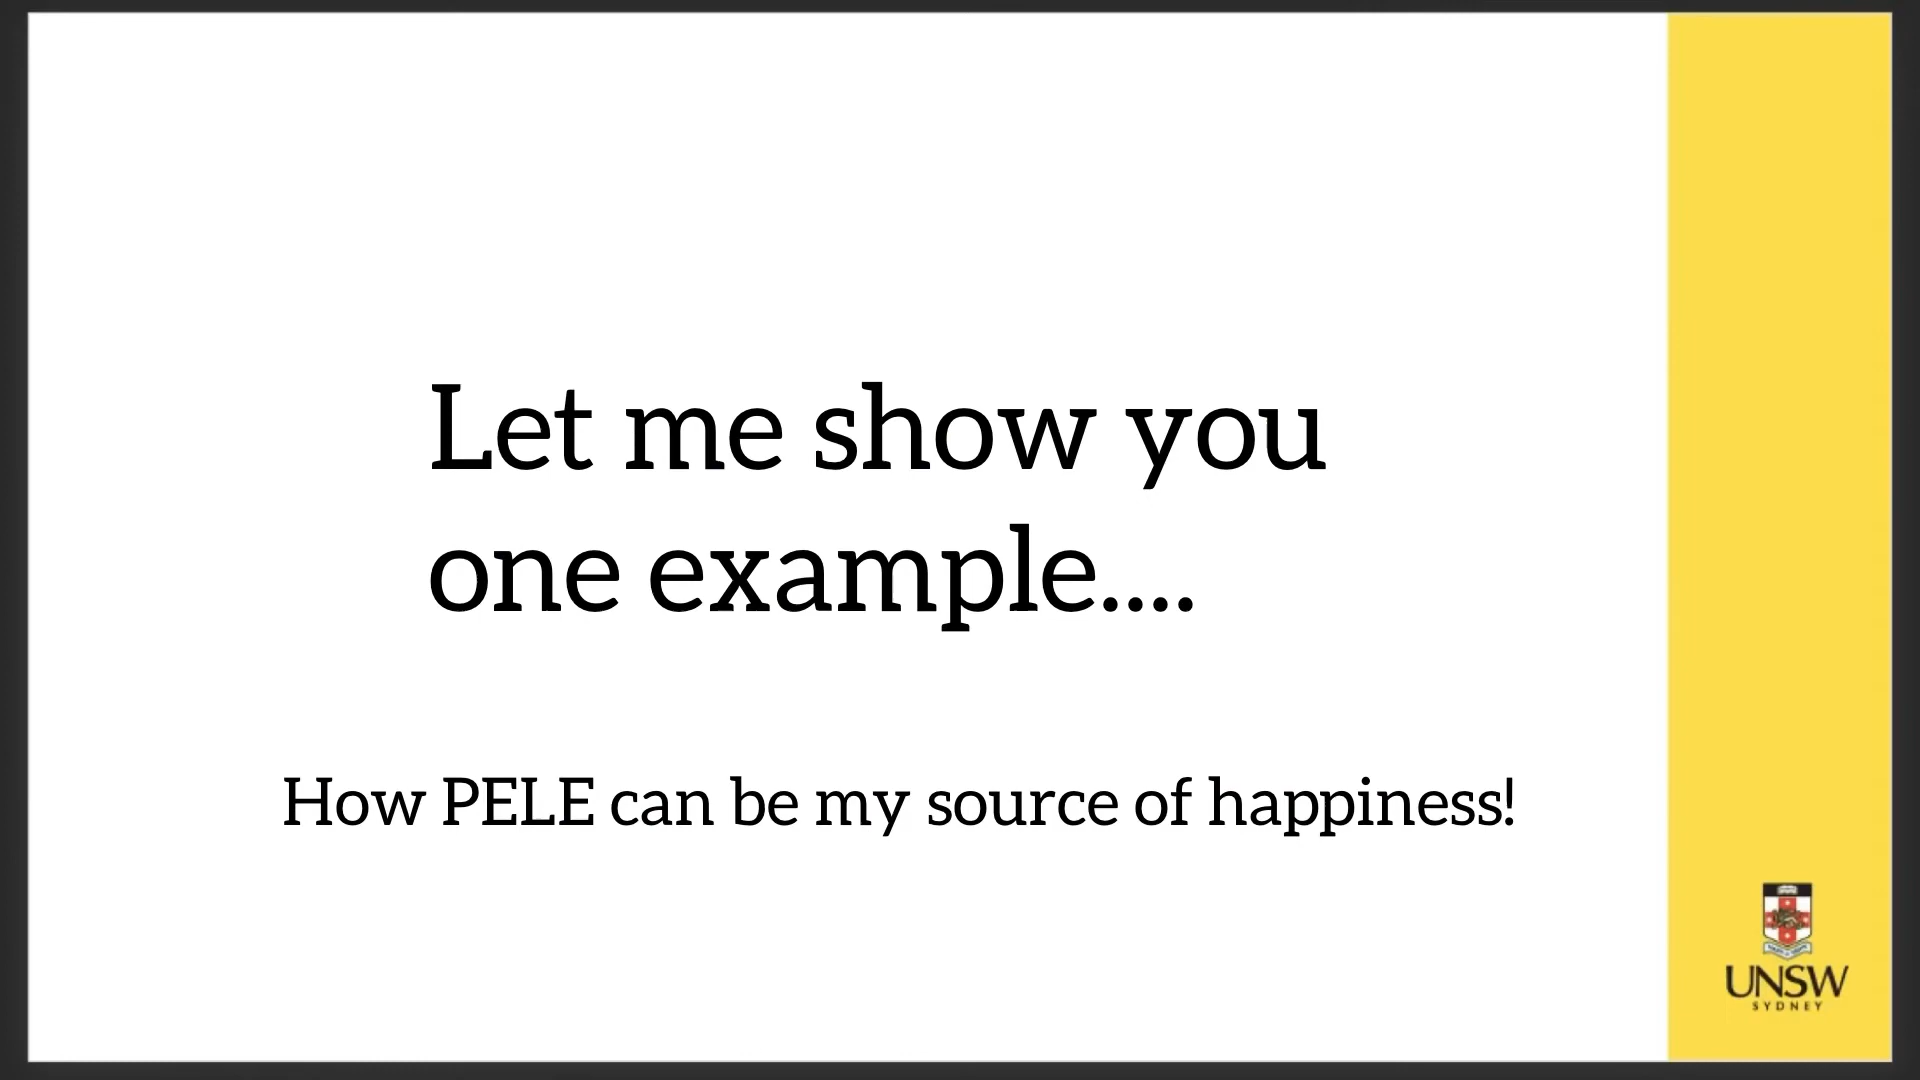 Let me show you
one example....
How PELE can be my source of happiness!
UNSW
SYDNEY